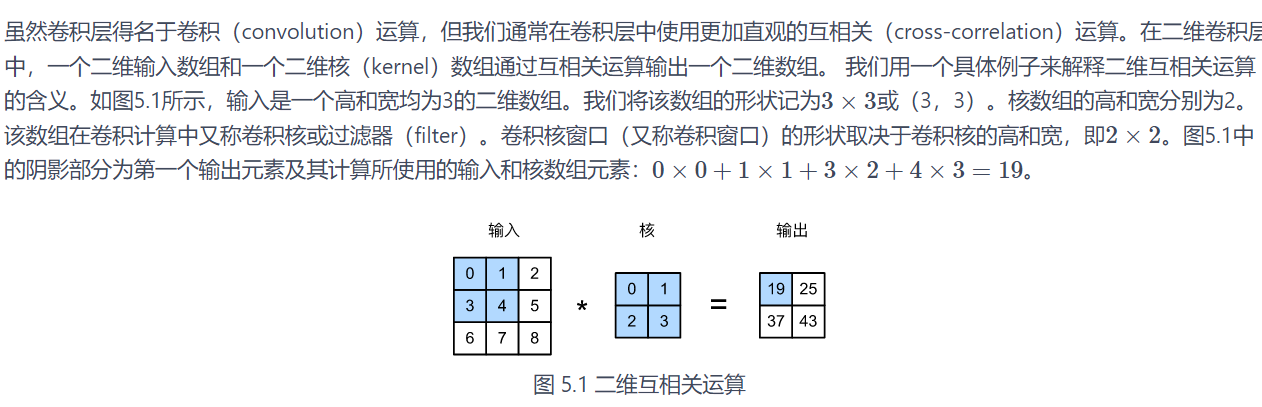 虽然卷积层得名于卷积（convolution）运算，但我们通常在卷积层中使用更加直观的互相关（cross-correlation）运算。在二维卷积层
中，一个二维输入数组和一个二维核（kernel）数组通过互相关运算输出一个二维数组。 我们用一个具体例子来解释二维互相关运算
的含义。如图5.1所示，输入是一个高和宽均为3的二维数组。我们将该数组的形状记为3 × 3或（3，3）。核数组的高和宽分别为2。
该数组在卷积计算中又称卷积核或过滤器（filter）。卷积核窗口（又称卷积窗口）的形状取决于卷积核的高和宽，即2 × 2。图5.1中
的阴影部分为第一个输出元素及其计算所使用的输入和核数组元素：0 × 0 + 1 × 1 + 3 × 2 + 4 × 3 = 19。
输入 核 输出
0 1 2
3 4 5
6 7 8
*
0 1
2 3
=
19 25
37 43
图 5.1 二维互相关运算